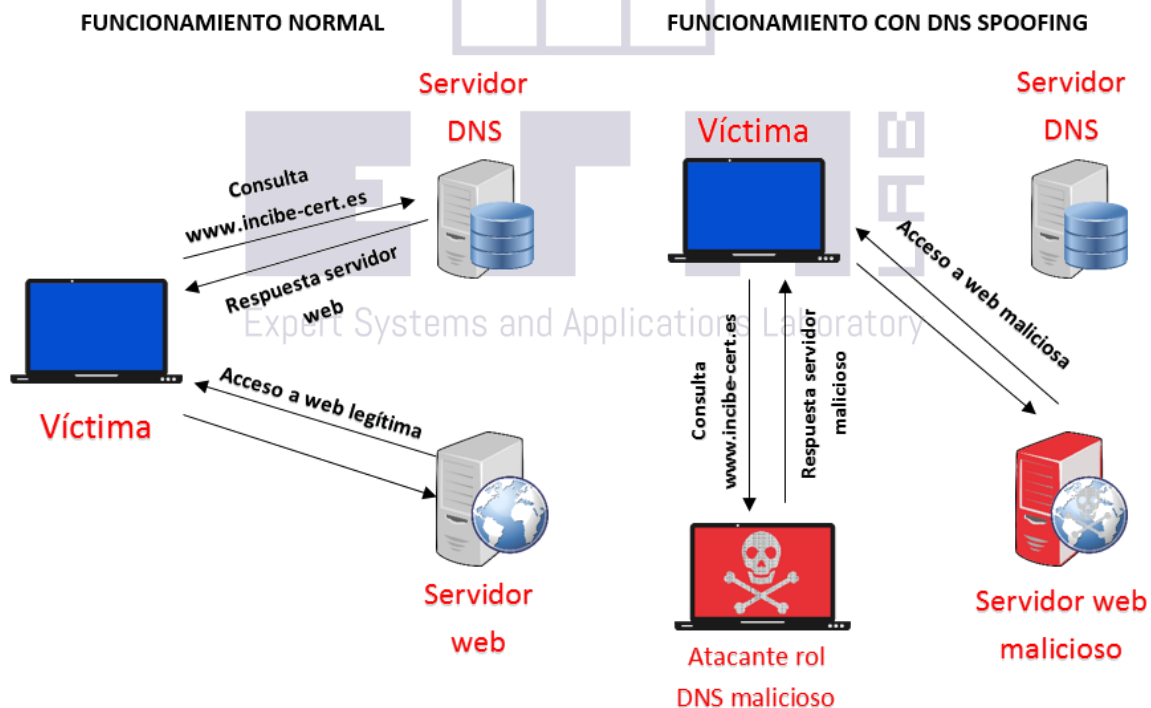 FUNCIONAMIENTO NORMAL
FUNCIONAMIENTO CON DNS SPOOFING
Servidor
DNS
Consulta
www.incibe-cert.es
Respuesta servidor
web
Víctima
Acceso a web legítima
Servidor
web
Víctima
Servidor
DNS
Acceso a web maliciosa
Consulta
www.incibe-cert.es
Respuesta servidor
malicioso
Atacante rol
DNS malicioso
Servidor web
malicioso
LAB
Expert Systems and Applications Laboratory